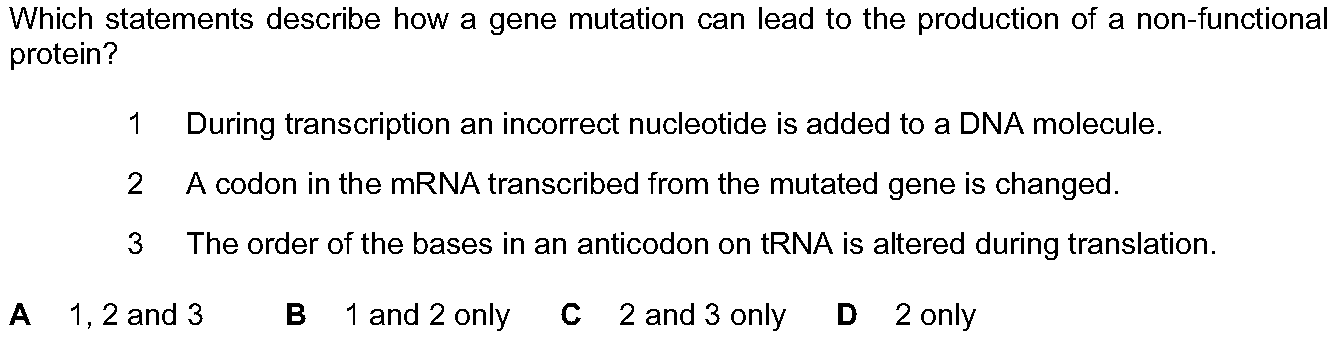 Which statements describe how a gene mutation can lead to the production of a non-functional
protein?
1 During transcription an incorrect nucleotide is added to a DNA molecule.
2 A codon in the mRNA transcribed from the mutated gene is changed.
3 The order of the bases in an anticodon on tRNA is altered during translation.
A 1, 2 and 3 B 1 and 2 only C 2 and 3 only D 2 only